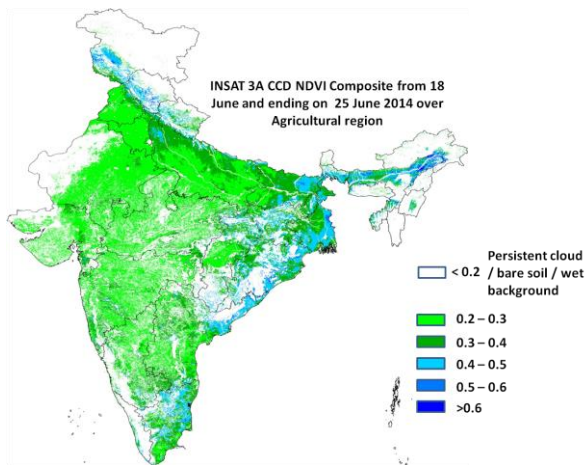 INSAT 3A CCD NDVI Composite from 18
June and ending on 25 June 2014 over
Agricultural region
Persistent cloud
< 0.2 / bare soil / wet
background
0.2 – 0.3
0.3 – 0.4
0.4 – 0.5
0.5 – 0.6
>0.6